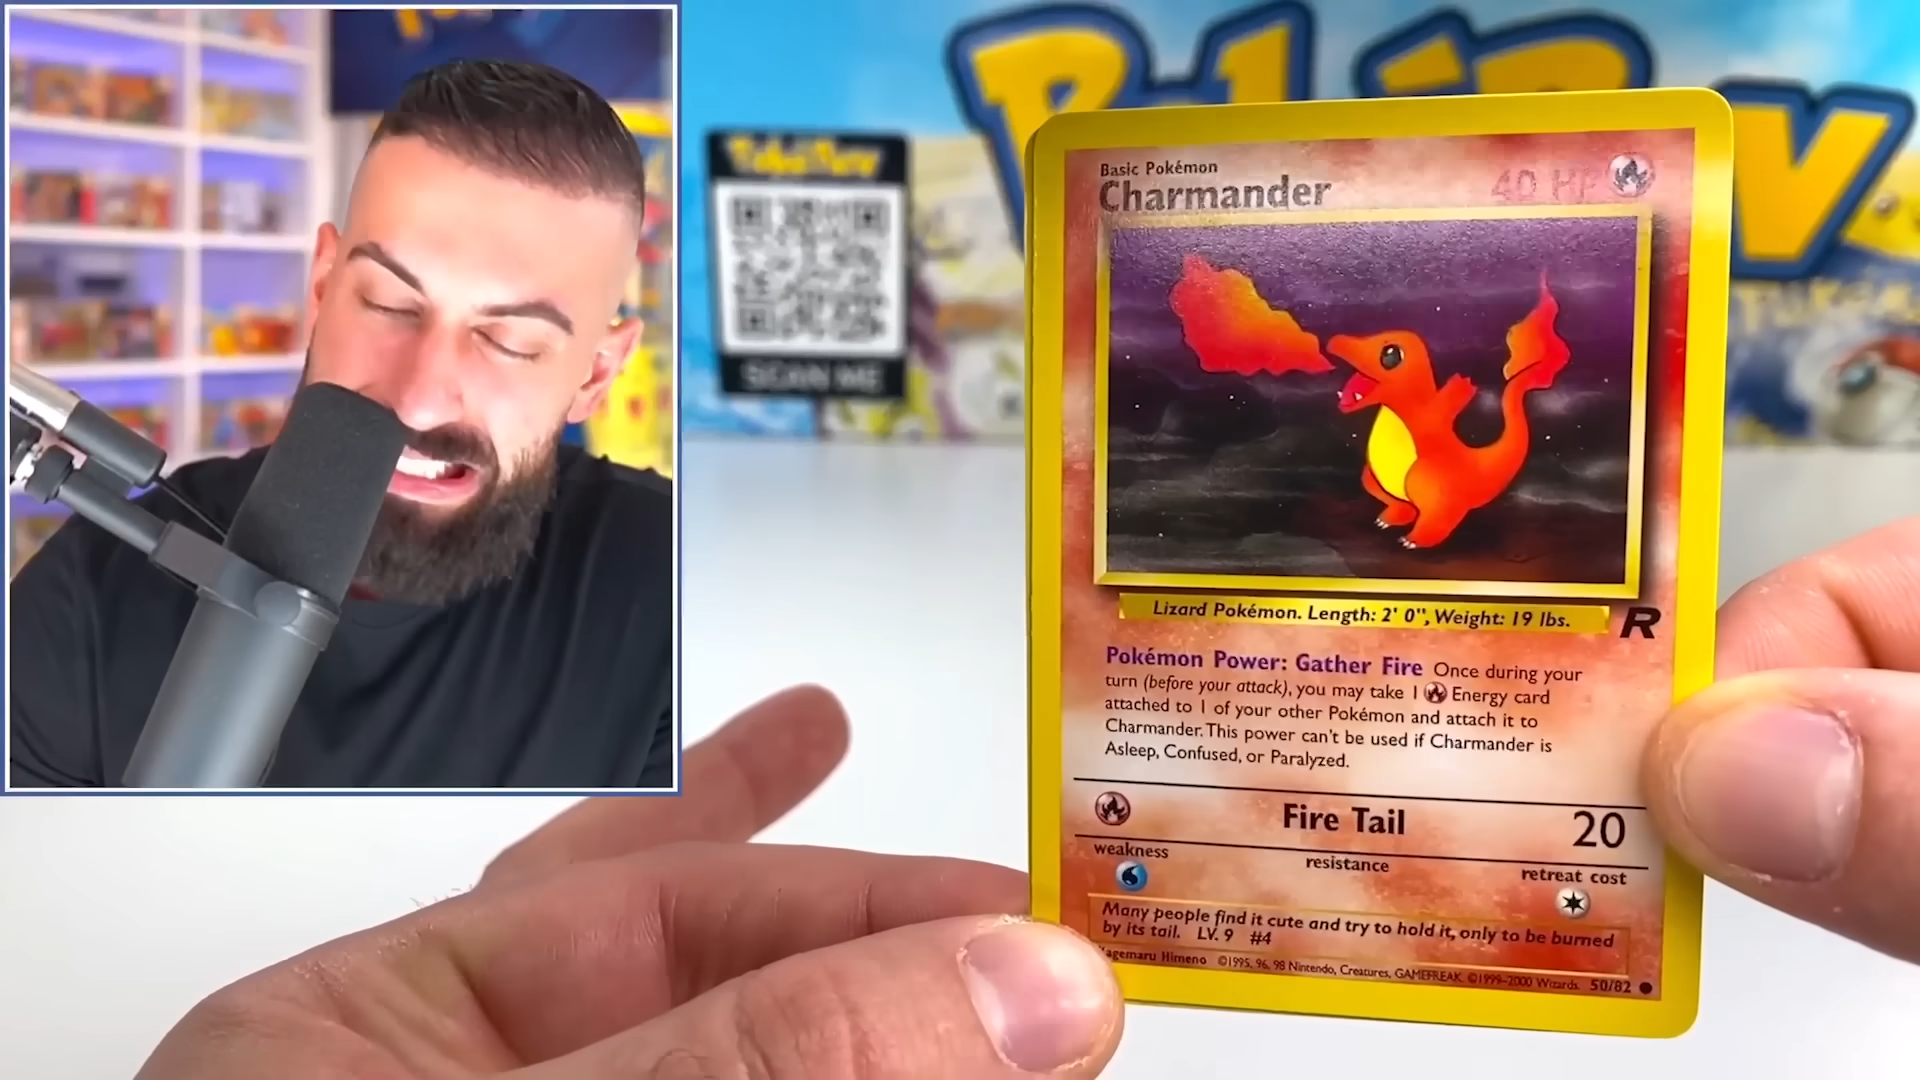 PokéRev
SCAN ME
Basic Pokémon
Charmander
40 HP
Lizard Pokémon. Length: 2' 0", Weight: 19 lbs.
R
Pokémon Power: Gather Fire Once during your
turn (before your attack), you may take 1 Energy card
attached to 1 of your other Pokémon and attach it to
Charmander. This power can't be used if Charmander is
Asleep, Confused, or Paralyzed.
Fire Tail 20
weakness resistance retreat cost
Many people find it cute and try to hold it, only to be burned
by its tail. LV. 9 #4
agemaru Himeno ©1995, 96, 98 Nintendo, Creatures, GAMEFREAK. ©1999-2000 Wizards. 50/82